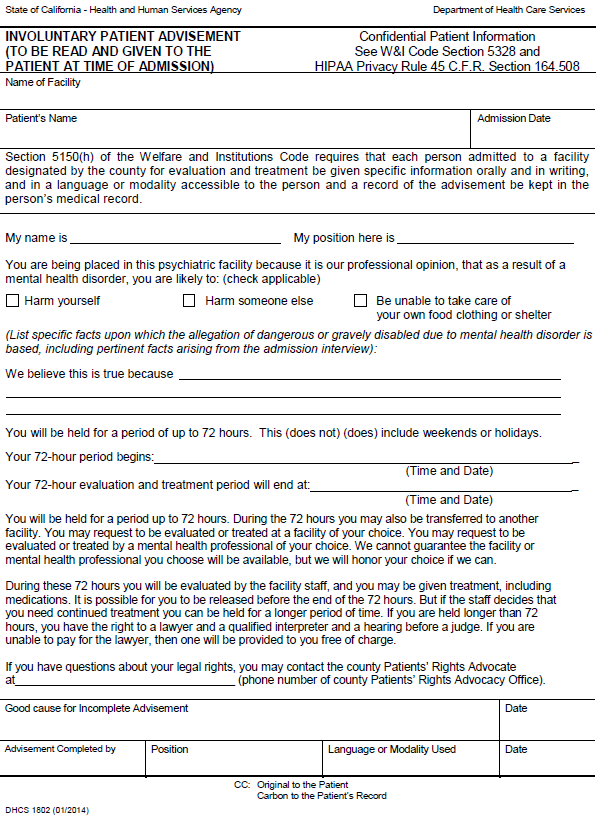 State of California - Health and Human Services Agency
Department of Health Care Services
INVOLUNTARY PATIENT ADVISEMENT
(TO BE READ AND GIVEN TO THE
PATIENT AT TIME OF ADMISSION)
Confidential Patient Information
See W&I Code Section 5328 and
HIPAA Privacy Rule 45 C.F.R. Section 164.508
Name of Facility
Patient's Name
Admission Date
Section 5150(h) of the Welfare and Institutions Code requires that each person admitted to a facility
designated by the county for evaluation and treatment be given specific information orally and in writing,
and in a language or modality accessible to the person and a record of the advisement be kept in the
person's medical record.
My name is
My position here is
You are being placed in this psychiatric facility because it is our professional opinion, that as a result of a
mental health disorder, you are likely to: (check applicable)
Harm yourself
Harm someone else
Be unable to take care of
your own food clothing or shelter
(List specific facts upon which the allegation of dangerous or gravely disabled due to mental health disorder is
based, including pertinent facts arising from the admission interview):
We believe this is true because
You will be held for a period of up to 72 hours. This (does not) (does) include weekends or holidays.
Your 72-hour period begins:
(Time and Date)
Your 72-hour evaluation and treatment period will end at:
(Time and Date)
You will be held for a period up to 72 hours. During the 72 hours you may also be transferred to another
facility. You may request to be evaluated or treated at a facility of your choice. You may request to be
evaluated or treated by a mental health professional of your choice. We cannot guarantee the facility or
mental health professional you choose will be available, but we will honor your choice if we can.
During these 72 hours you will be evaluated by the facility staff, and you may be given treatment, including
medications. It is possible for you to be released before the end of the 72 hours. But if the staff decides that
you need continued treatment you can be held for a longer period of time. If you are held longer than 72
hours, you have the right to a lawyer and a qualified interpreter and a hearing before a judge. If you are
unable to pay for the lawyer, then one will be provided to you free of charge.
If you have questions about your legal rights, you may contact the county Patients' Rights Advocate
at (phone number of county Patients' Rights Advocacy Office).
Good cause for Incomplete Advisement
Date
Advisement Completed by
Position
Language or Modality Used
Date
CC: Original to the Patient
Carbon to the Patient's Record
DHCS 1802 (01/2014)